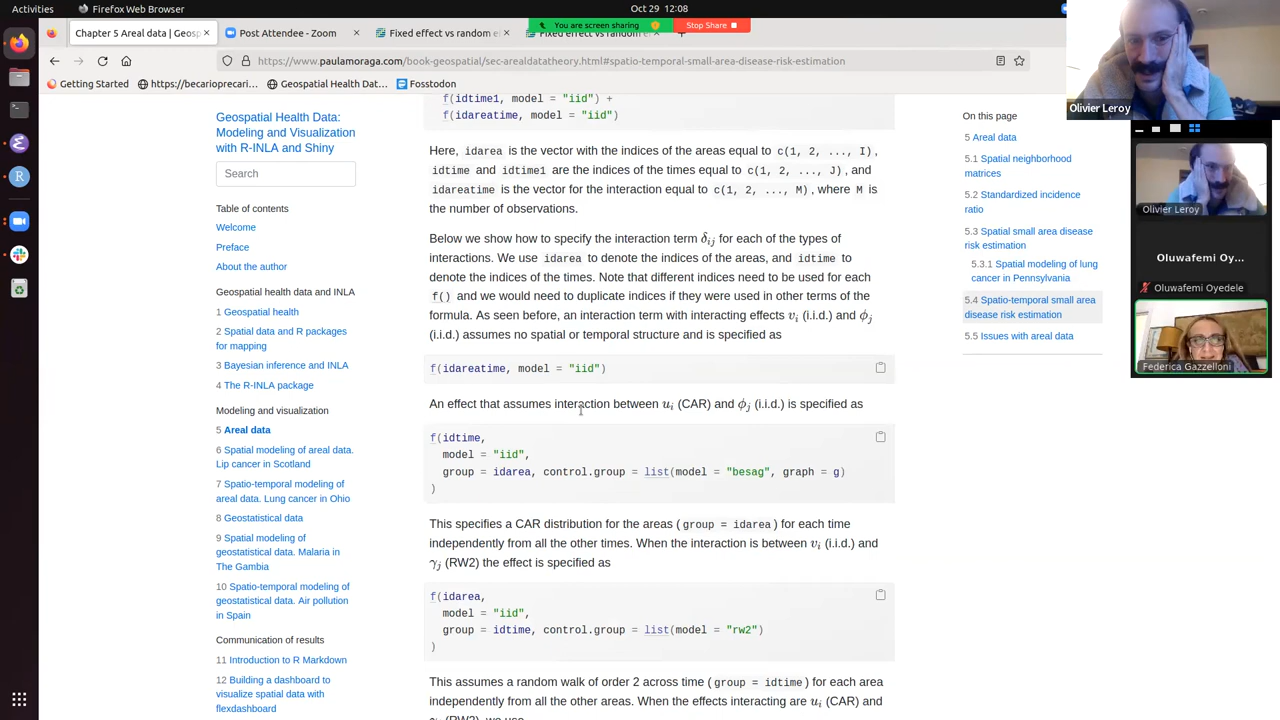 Activities
Firefox Web Browser
Oct 29 12:08
You are screen sharing
Stop Share
Chapter 5 Areal data | Geosp
Post Attendee - Zoom
Fixed effect vs random e
Fixed effect vs random e
https://www.paulamoraga.com/book-geospatial/sec-arealdatatheory.html#spatio-temporal-small-area-disease-risk-estimation
Getting Started
https://becarioprecari...
Geospatial Health Dat...
Fosstodon
Geospatial Health Data:
Modeling and Visualization
with R-INLA and Shiny
Search
Table of contents
Welcome
Preface
About the author
Geospatial health data and INLA
1 Geospatial health
2 Spatial data and R packages
for mapping
3 Bayesian inference and INLA
4 The R-INLA package
Modeling and visualization
5 Areal data
6 Spatial modeling of areal data.
Lip cancer in Scotland
7 Spatio-temporal modeling of
areal data. Lung cancer in Ohio
8 Geostatistical data
9 Spatial modeling of
geostatistical data. Malaria in
The Gambia
10 Spatio-temporal modeling of
geostatistical data. Air pollution
in Spain
Communication of results
11 Introduction to R Markdown
12 Building a dashboard to
visualize spatial data with
flexdashboard
f(idtime1, model = "iid") +
f(idareatime, model = "iid")
Here, idarea is the vector with the indices of the areas equal to c(1, 2, ..., I),
idtime and idtime1 are the indices of the times equal to c(1, 2, ..., J), and
idareatime is the vector for the interaction equal to c(1, 2, ..., M), where M is
the number of observations.
Below we show how to specify the interaction term δij for each of the types of
interactions. We use idarea to denote the indices of the areas, and idtime to
denote the indices of the times. Note that different indices need to be used for each
f() and we would need to duplicate indices if they were used in other terms of the
formula. As seen before, an interaction term with interacting effects vi (i.i.d.) and ϕj
(i.i.d.) assumes no spatial or temporal structure and is specified as
f(idareatime, model = "iid")
An effect that assumes interaction between ui (CAR) and ϕj (i.i.d.) is specified as
f(idtime,
model = "iid",
group = idarea, control.group = list(model = "besag", graph = g)
)
This specifies a CAR distribution for the areas (group = idarea) for each time
independently from all the other times. When the interaction is between vi (i.i.d.) and
γj (RW2) the effect is specified as
f(idarea,
model = "iid",
group = idtime, control.group = list(model = "rw2")
)
This assumes a random walk of order 2 across time (group = idtime) for each area
independently from all the other areas. When the effects interacting are ui (CAR) and
On this page
5 Areal data
5.1 Spatial neighborhood
matrices
5.2 Standardized incidence
ratio
5.3 Spatial small area disease
risk estimation
5.3.1 Spatial modeling of lung
cancer in Pennsylvania
5.4 Spatio-temporal small area
disease risk estimation
5.5 Issues with areal data
Olivier Leroy
Olivier Leroy
Oluwafemi Oy...
Oluwafemi Oyedele
Federica Gazzelloni